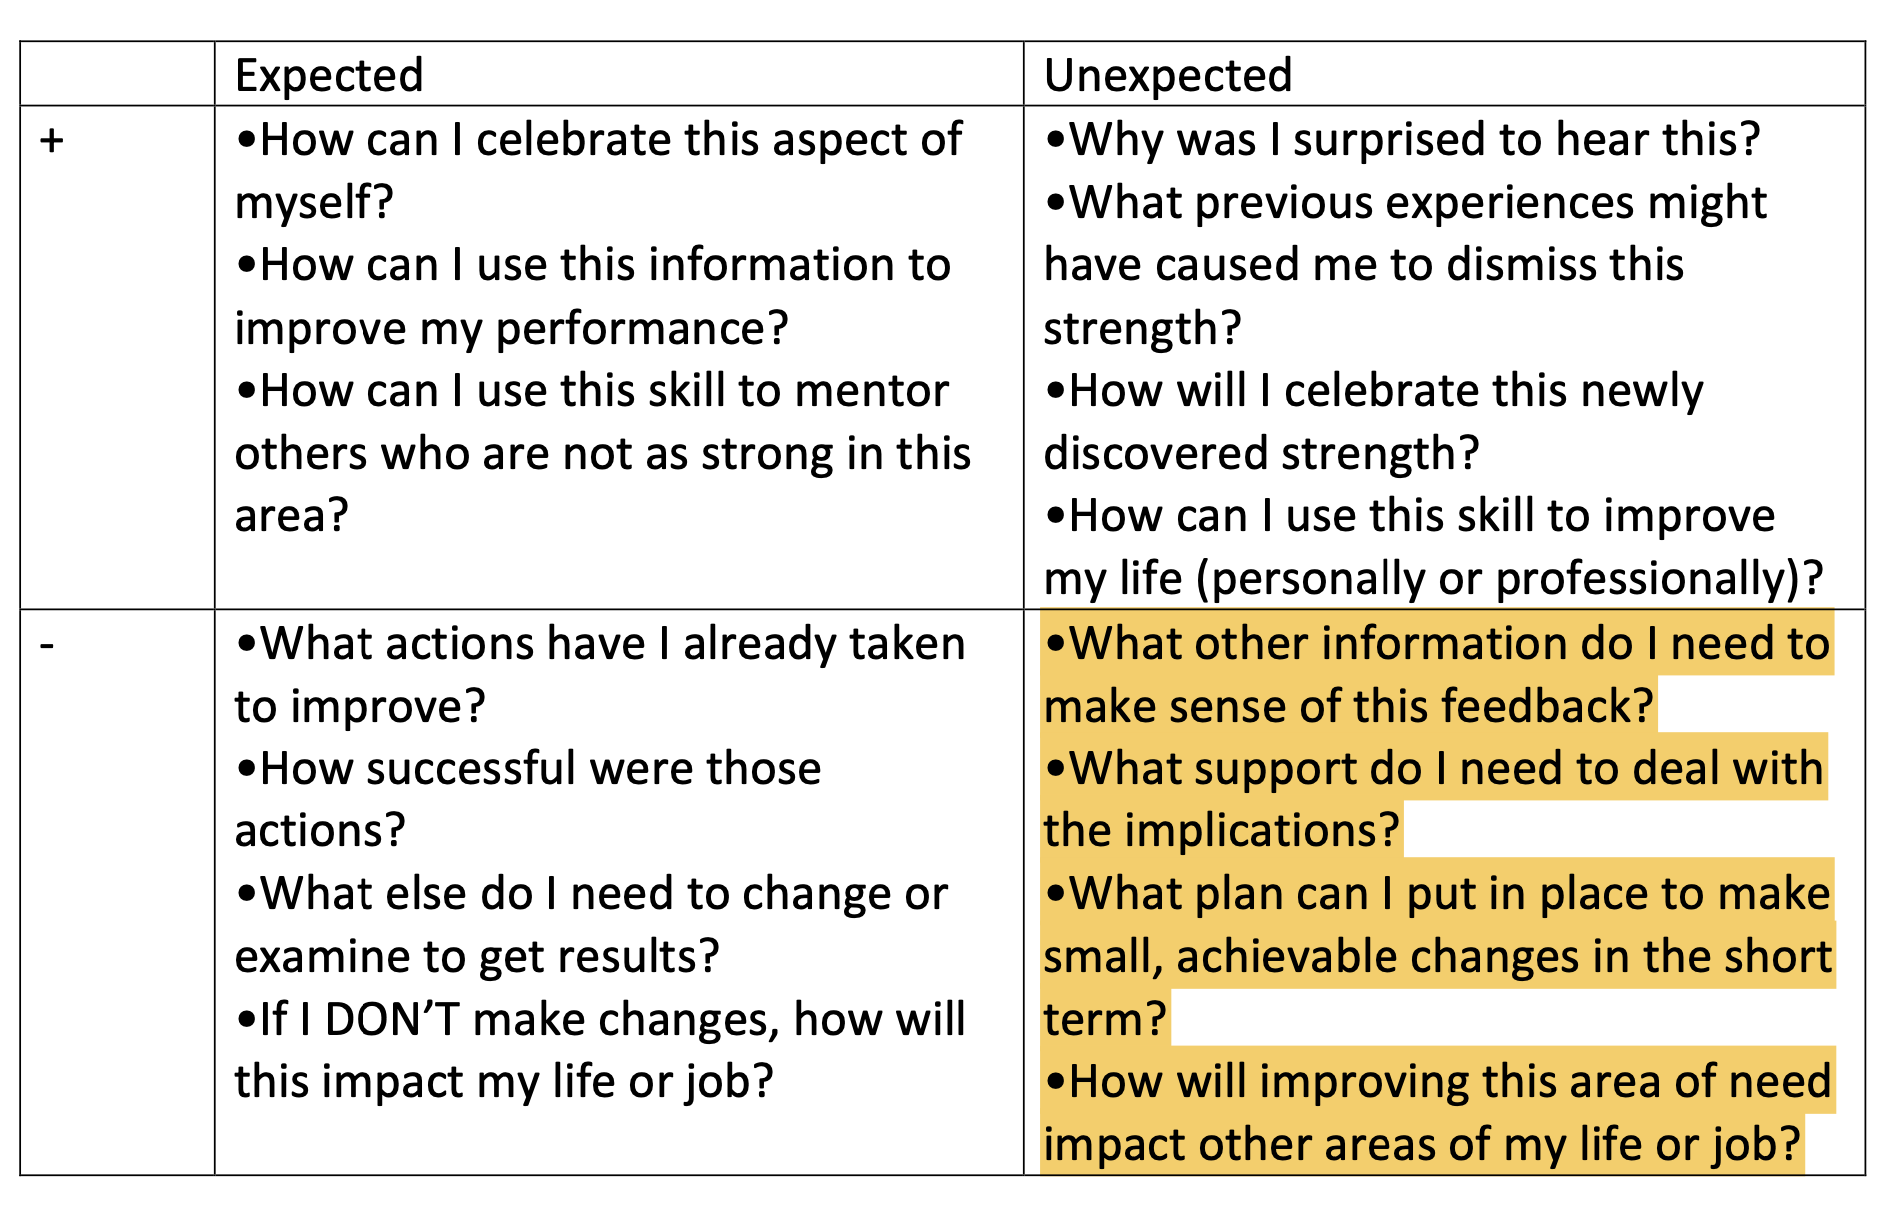 Expected
Unexpected
+
•How can I celebrate this aspect of
myself?
•How can I use this information to
improve my performance?
•How can I use this skill to mentor
others who are not as strong in this
area?
•Why was I surprised to hear this?
•What previous experiences might
have caused me to dismiss this
strength?
•How will I celebrate this newly
discovered strength?
•How can I use this skill to improve
my life (personally or professionally)?
-
•What actions have I already taken
to improve?
•How successful were those
actions?
•What else do I need to change or
examine to get results?
•If I DON’T make changes, how will
this impact my life or job?
•What other information do I need to
make sense of this feedback?
•What support do I need to deal with
the implications?
•What plan can I put in place to make
small, achievable changes in the short
term?
•How will improving this area of need
impact other areas of my life or job?